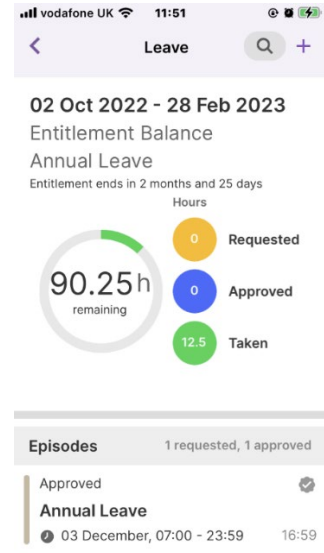 vodafone UK 11:51
Leave
02 Oct 2022 - 28 Feb 2023
Entitlement Balance
Annual Leave
Entitlement ends in 2 months and 25 days
Hours
0 Requested
90.25h
remaining
0 Approved
12.5 Taken
Episodes 1 requested, 1 approved
Approved
Annual Leave
03 December, 07:00 - 23:59 16:59